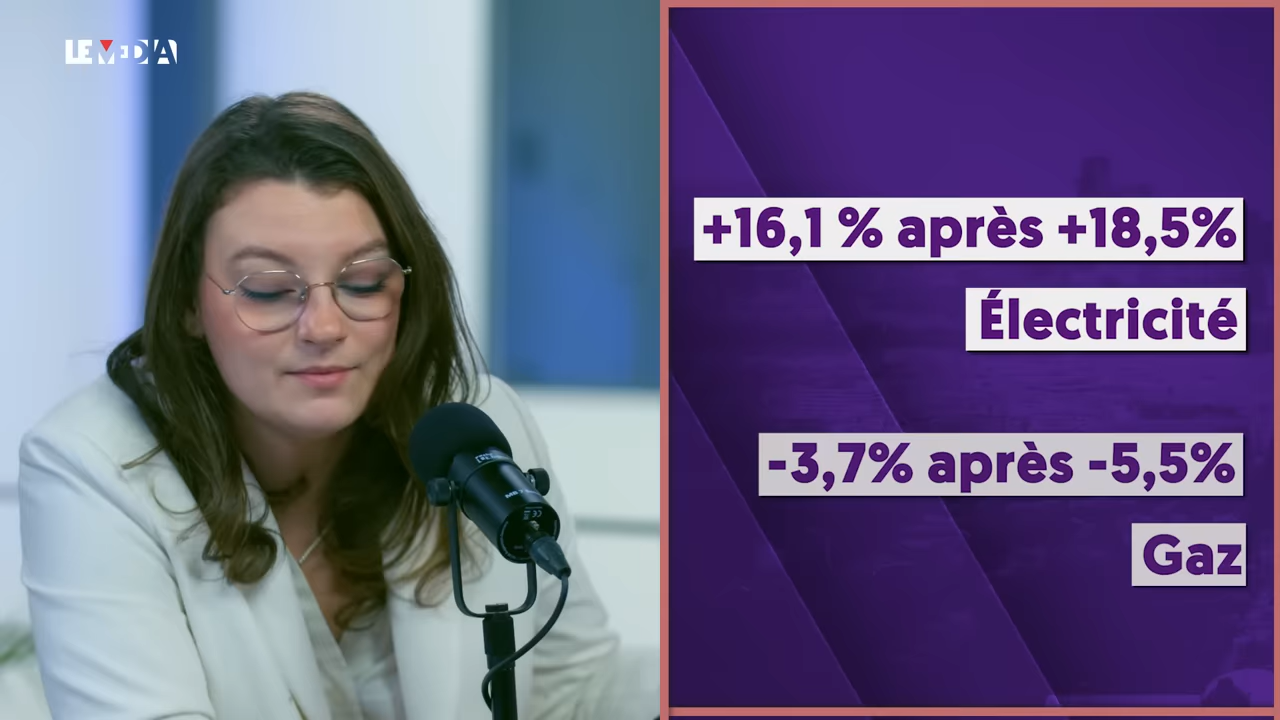 LE MEDIA
+16,1 % après +18,5%
Électricité
-3,7% après -5,5%
Gaz